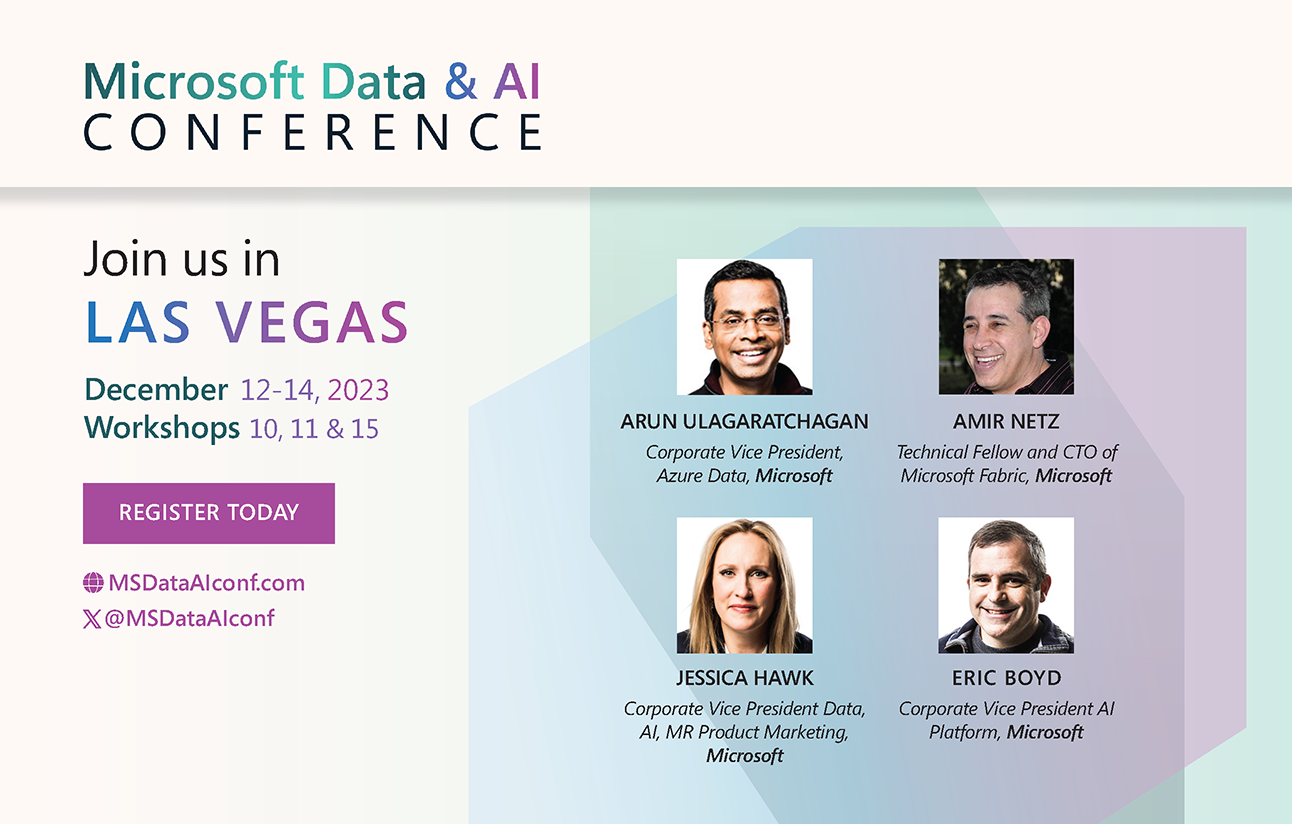 Microsoft Data & AI
CONFERENCE
Join us in
LAS VEGAS
December 12-14, 2023
Workshops 10, 11 & 15
REGISTER TODAY
MSDataAIconf.com
@MSDataAIconf
ARUN ULAGARATCHAGAN
Corporate Vice President,
Azure Data, Microsoft
AMIR NETZ
Technical Fellow and CTO of
Microsoft Fabric, Microsoft
JESSICA HAWK
Corporate Vice President Data,
AI, MR Product Marketing,
Microsoft
ERIC BOYD
Corporate Vice President AI
Platform, Microsoft